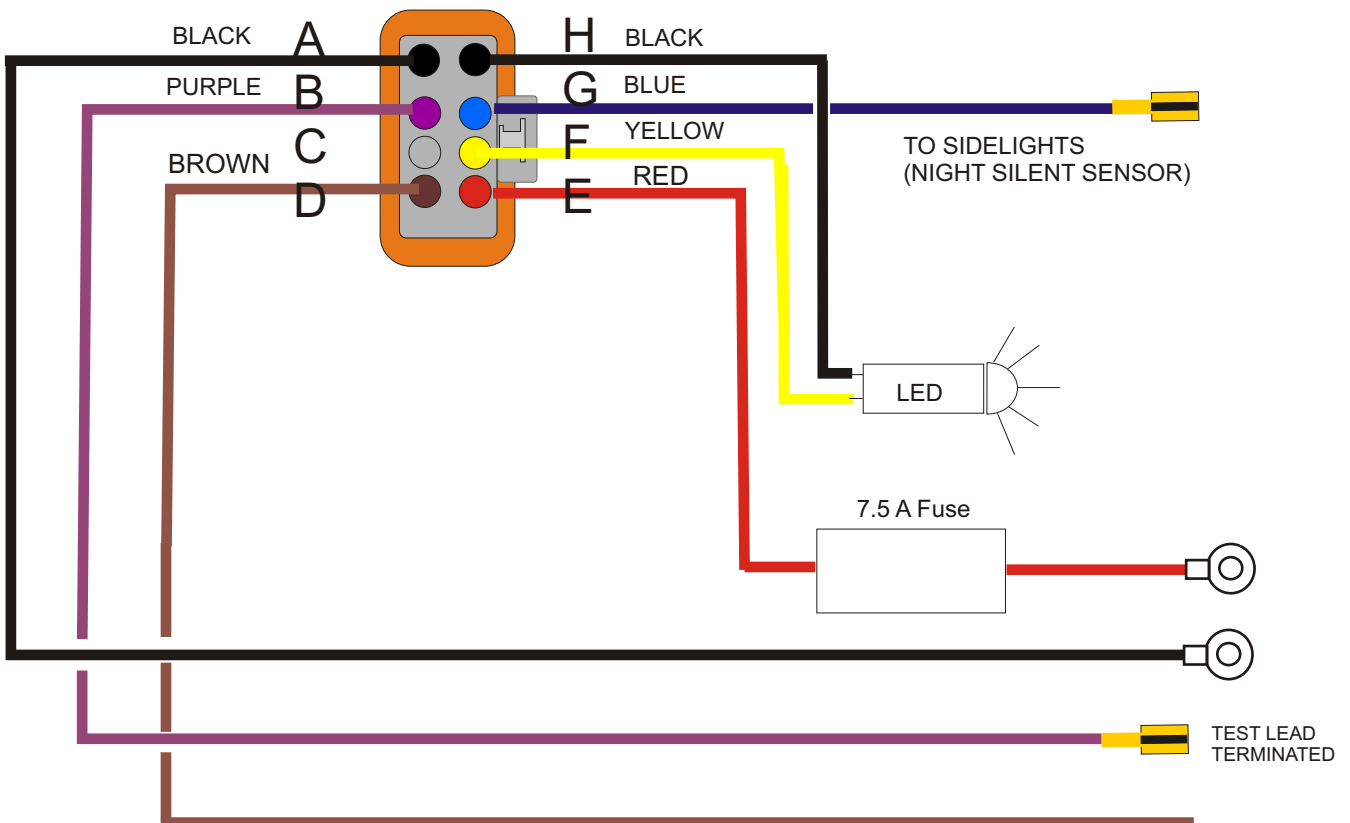 BLACK A
H BLACK
PURPLE B
G BLUE
C
F YELLOW
BROWN D
E RED
TO SIDELIGHTS
(NIGHT SILENT SENSOR)
LED
7.5 A Fuse
TEST LEAD
TERMINATED